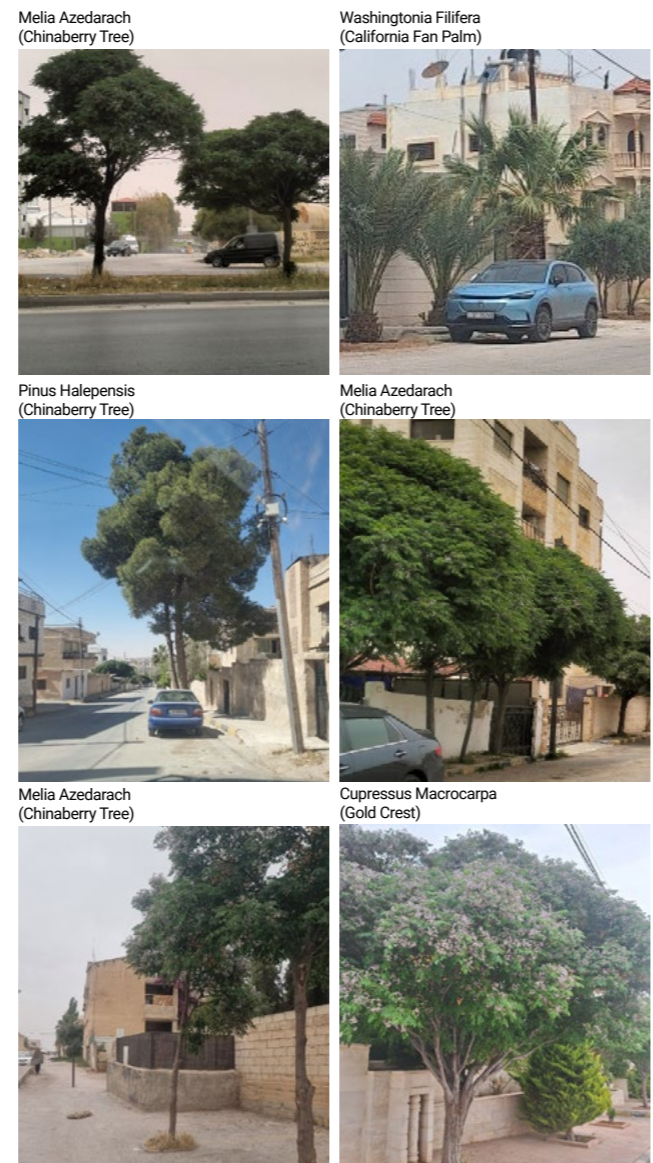 Melia Azedarach
(Chinaberry Tree)
Washingtonia Filifera
(California Fan Palm)
Pinus Halepensis
(Chinaberry Tree)
Melia Azedarach
(Chinaberry Tree)
Melia Azedarach
(Chinaberry Tree)
Cupressus Macrocarpa
(Gold Crest)